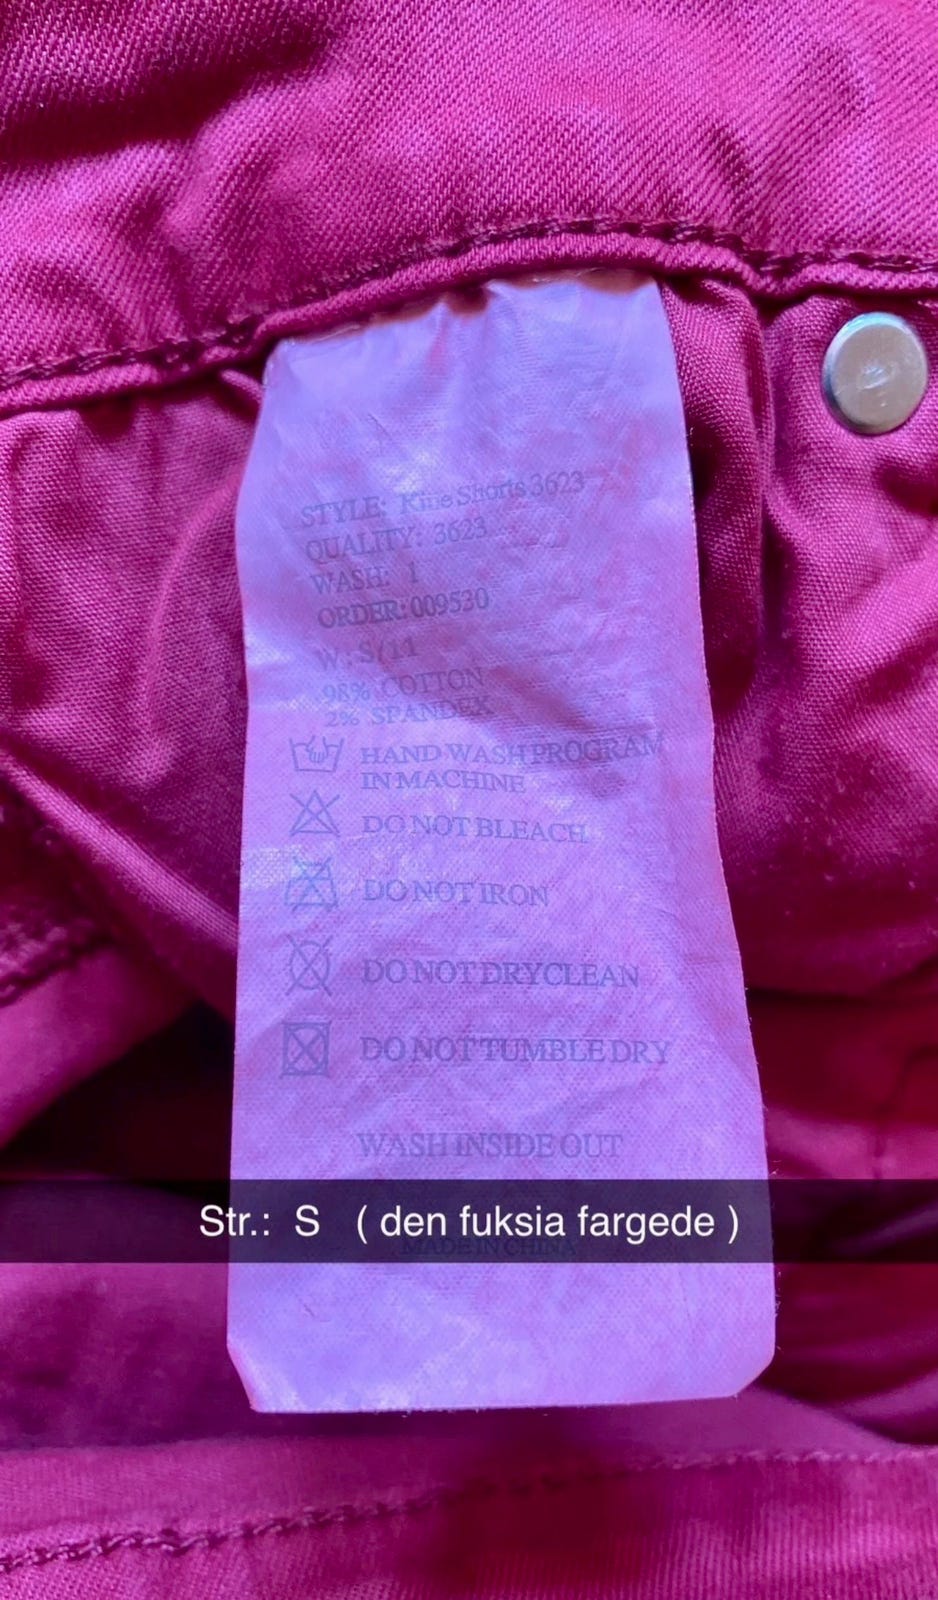 STYLE: Shorts 3623
QUALITY: 3623
WASH: 1
ORDER: 009530
W: S/11
98% COTTON
2% SPANDEX
HAND WASH PROGRAM
IN MACHINE
DO NOT BLEACH
DO NOT IRON
DO NOT DRYCLEAN
DO NOT TUMBLE DRY
WASH INSIDE OUT
Str.: S ( den fuksia fargede )
MADE IN CHINA